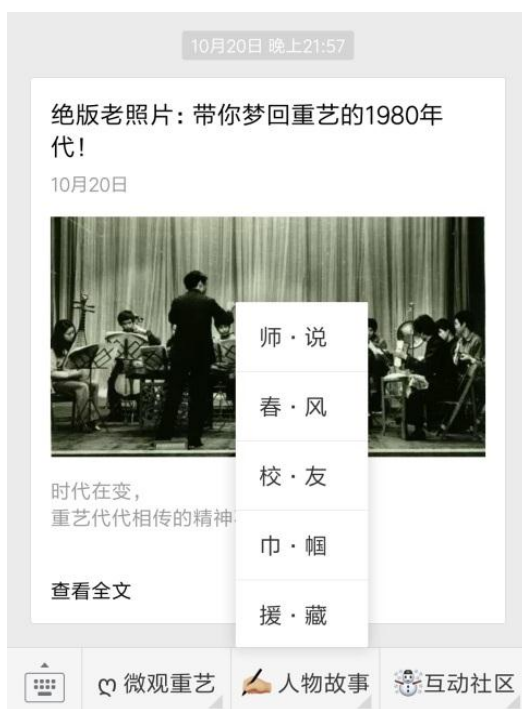 10月20日 晚上21:57
绝版老照片：带你梦回重艺的1980年
代！
10月20日
时代在变，
重艺代代相传的精神
查看全文
师·说
春·风
校·友
巾·帼
援·藏
ღ 微观重艺
✍ 人物故事
☃互动社区